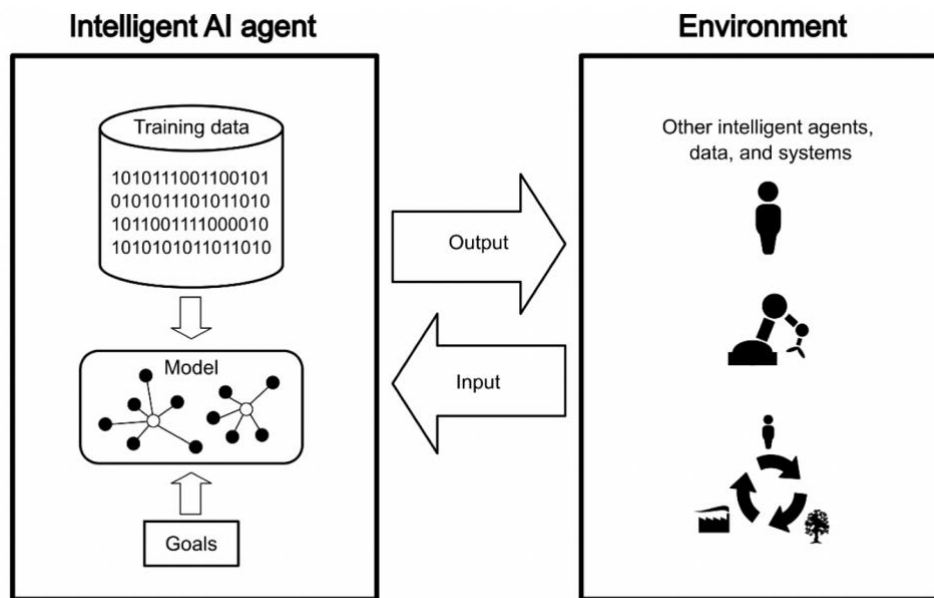 Intelligent AI agent
Training data
1010111001100101
0101011101011010
1011001111000010
1010101011011010
Model
Goals
Output
Input
Environment
Other intelligent agents,
data, and systems